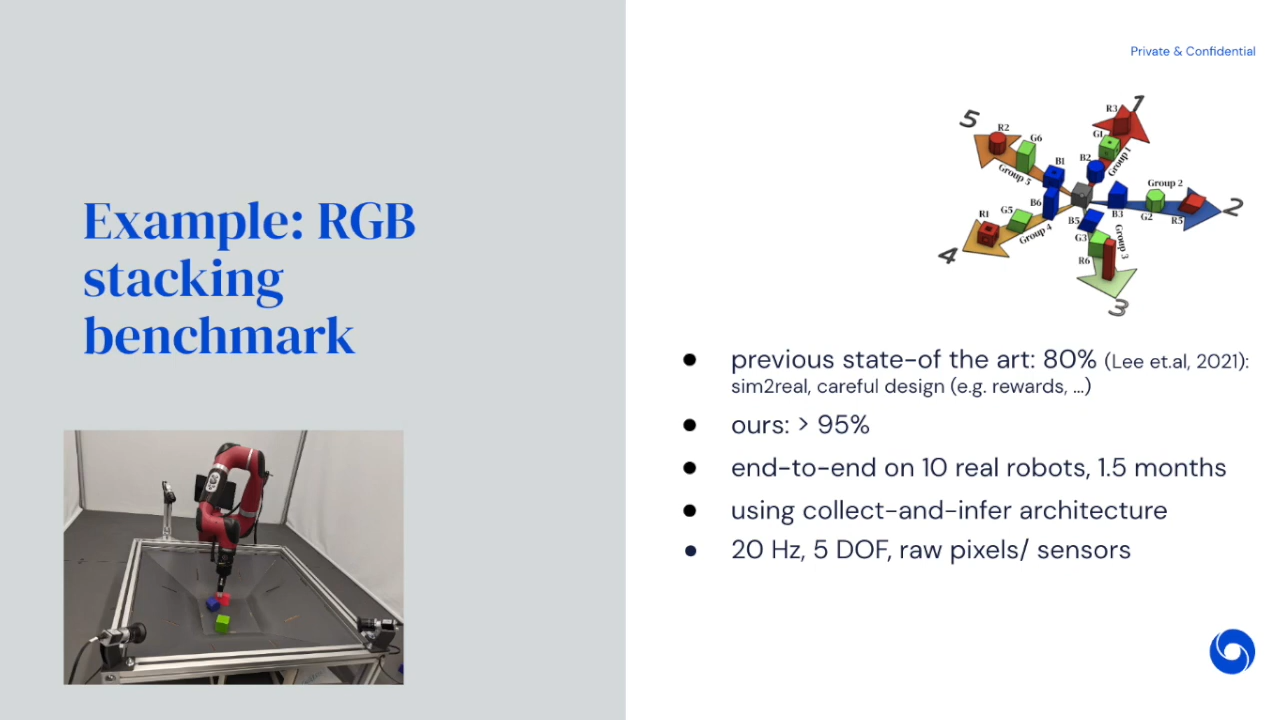 Private & Confidential
Example: RGB
stacking
benchmark
1
R3
G1
B2
Group 1
5
R2
G6
B1
Group 5
Group 2
2
B3
G2
R5
B6
G5
R1
Group 4
4
B5
G3
R6
Group 3
3
● previous state-of the art: 80% (Lee et.al, 2021):
sim2real, careful design (e.g. rewards, ...)
● ours: > 95%
● end-to-end on 10 real robots, 1.5 months
● using collect-and-infer architecture
● 20 Hz, 5 DOF, raw pixels/ sensors